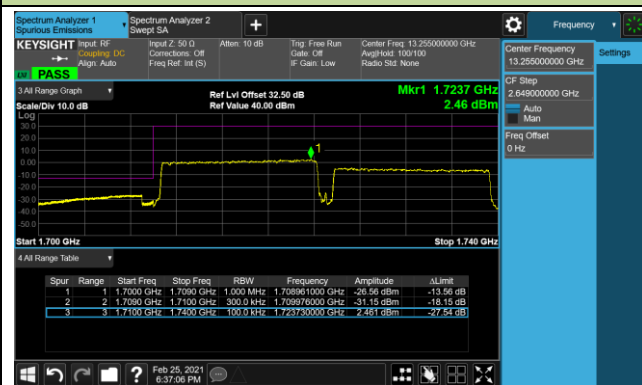 Spectrum Analyzer 1
Spurious Emissions
Spectrum Analyzer 2
Swept SA
Frequency
KEYSIGHT
Input: RF
Coupling: DC
Align: Auto
Input Z: 50 Ω
Corrections: Off
Freq Ref: Int (S)
Atten: 10 dB
Trig: Free Run
Gate: Off
IF Gain: Low
Center Freq: 13.255000000 GHz
Avg|Hold: 100/100
Radio Std: None
LXI
PASS
3 All Range Graph
Scale/Div 10.0 dB
Ref Lvl Offset 32.50 dB
Ref Value 40.00 dBm
Mkr1 1.7237 GHz
2.46 dBm
Log
30.0
20.0
10.0
0.00
-10.0
-20.0
-30.0
-40.0
-50.0
1
Start 1.700 GHz
Stop 1.740 GHz
4 All Range Table
Spur Range Start Freq Stop Freq RBW Frequency Amplitude ΔLimit
1 1 1.7000 GHz 1.7090 GHz 1.000 MHz 1.708961000 GHz -26.56 dBm -13.56 dB
2 2 1.7090 GHz 1.7100 GHz 300.0 kHz 1.709976000 GHz -31.15 dBm -18.15 dB
3 3 1.7100 GHz 1.7400 GHz 100.0 kHz 1.723730000 GHz 2.461 dBm -27.54 dB
Center Frequency
13.255000000 GHz
Settings
CF Step
2.649000000 GHz
Auto
Man
Freq Offset
0 Hz
?
Feb 25, 2021
6:37:06 PM